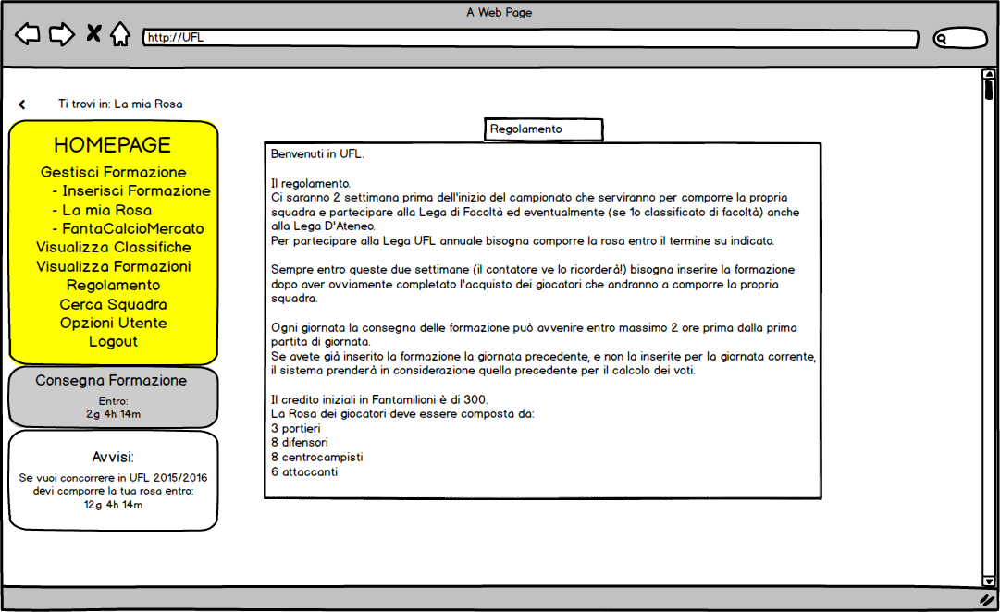 A Web Page
http://UFL
Ti trovi in: La mia Rosa
HOMEPAGE
Gestisci Formazione
- Inserisci Formazione
- La mia Rosa
- FantaCalcioMercato
Visualizza Classifiche
Visualizza Formazioni
Regolamento
Cerca Squadra
Opzioni Utente
Logout
Consegna Formazione
Entro:
2g 4h 14m
Avvisi:
Se vuoi concorrere in UFL 2015/2016
devi comporre la tua rosa entro:
12g 4h 14m
Regolamento
Benvenuti in UFL.
Il regolamento.
Ci saranno 2 settimana prima dell'inizio del campionato che serviranno per comporre la propria
squadra e partecipare alla Lega di Facoltà ed eventualmente (se 1o classificato di facoltà) anche
alla Lega D'Ateneo.
Per partecipare alla Lega UFL annuale bisogna comporre la rosa entro il termine su indicato.
Sempre entro queste due settimane (il contatore ve lo ricorderà!) bisogna inserire la formazione
dopo aver ovviamente completato l'acquisto dei giocatori che andranno a comporre la propria
squadra.
Ogni giornata la consegna delle formazione può avvenire entro massimo 2 ore prima dalla prima
partita di giornata.
Se avete già inserito la formazione la giornata precedente, e non la inserite per la giornata corrente,
il sistema prenderà in considerazione quella precedente per il calcolo dei voti.
Il credito iniziali in Fantamilioni è di 300.
La Rosa dei giocatori deve essere composta da:
3 portieri
8 difensori
8 centrocampisti
6 attaccanti